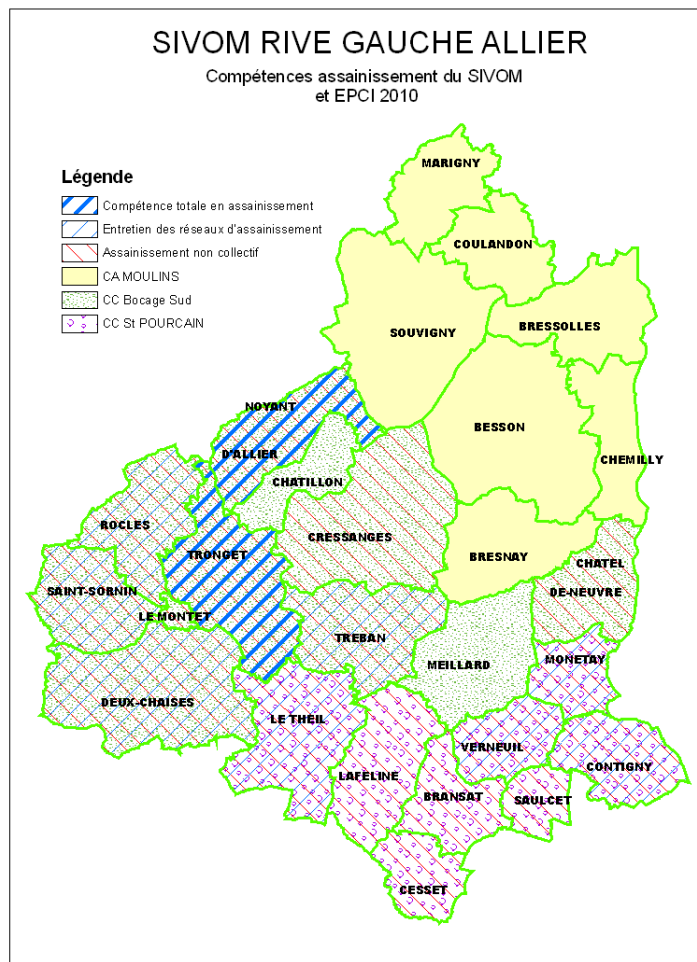 SIVOM RIVE GAUCHE ALLIER
Compétences assainissement du SIVOM
et EPCI 2010
Légende
Compétence totale en assainissement
Entretien des réseaux d'assainissement
Assainissement non collectif
CA MOULINS
CC Bocage Sud
CC St POURCAIN
MARIGNY
COULANDON
SOUVIGNY
BRESSOLLES
NOYANT
D'ALLIER
BESSON
CHEMILLY
CHATILLON
ROCLES
CRESSANGES
TRONGET
BRESNAY
CHATEL
DE-NEUVRE
SAINT-SORNIN
LE MONTET
TREBAN
MEILLARD
MONETAY
DEUX-CHAISES
LE THEIL
VERNEUIL
LAFELINE
CONTIGNY
BRANSAT
SAULCET
CESSET